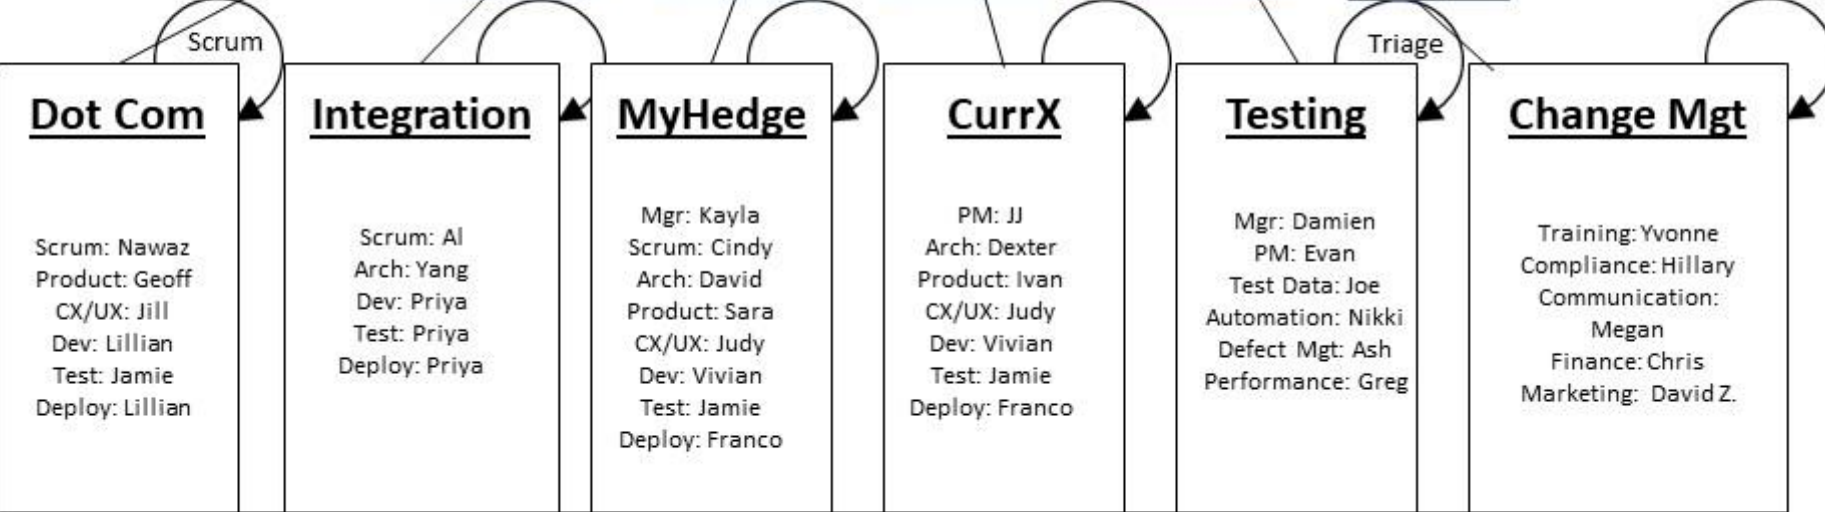 Scrum
Triage
Dot Com
Scrum: Nawaz
Product: Geoff
CX/UX: Jill
Dev: Lillian
Test: Jamie
Deploy: Lillian
Integration
Scrum: Al
Arch: Yang
Dev: Priya
Test: Priya
Deploy: Priya
MyHedge
Mgr: Kayla
Scrum: Cindy
Arch: David
Product: Sara
CX/UX: Judy
Dev: Vivian
Test: Jamie
Deploy: Franco
CurrX
PM: JJ
Arch: Dexter
Product: Ivan
CX/UX: Judy
Dev: Vivian
Test: Jamie
Deploy: Franco
Testing
Mgr: Damien
PM: Evan
Test Data: Joe
Automation: Nikki
Defect Mgt: Ash
Performance: Greg
Change Mgt
Training: Yvonne
Compliance: Hillary
Communication:
Megan
Finance: Chris
Marketing: David Z.